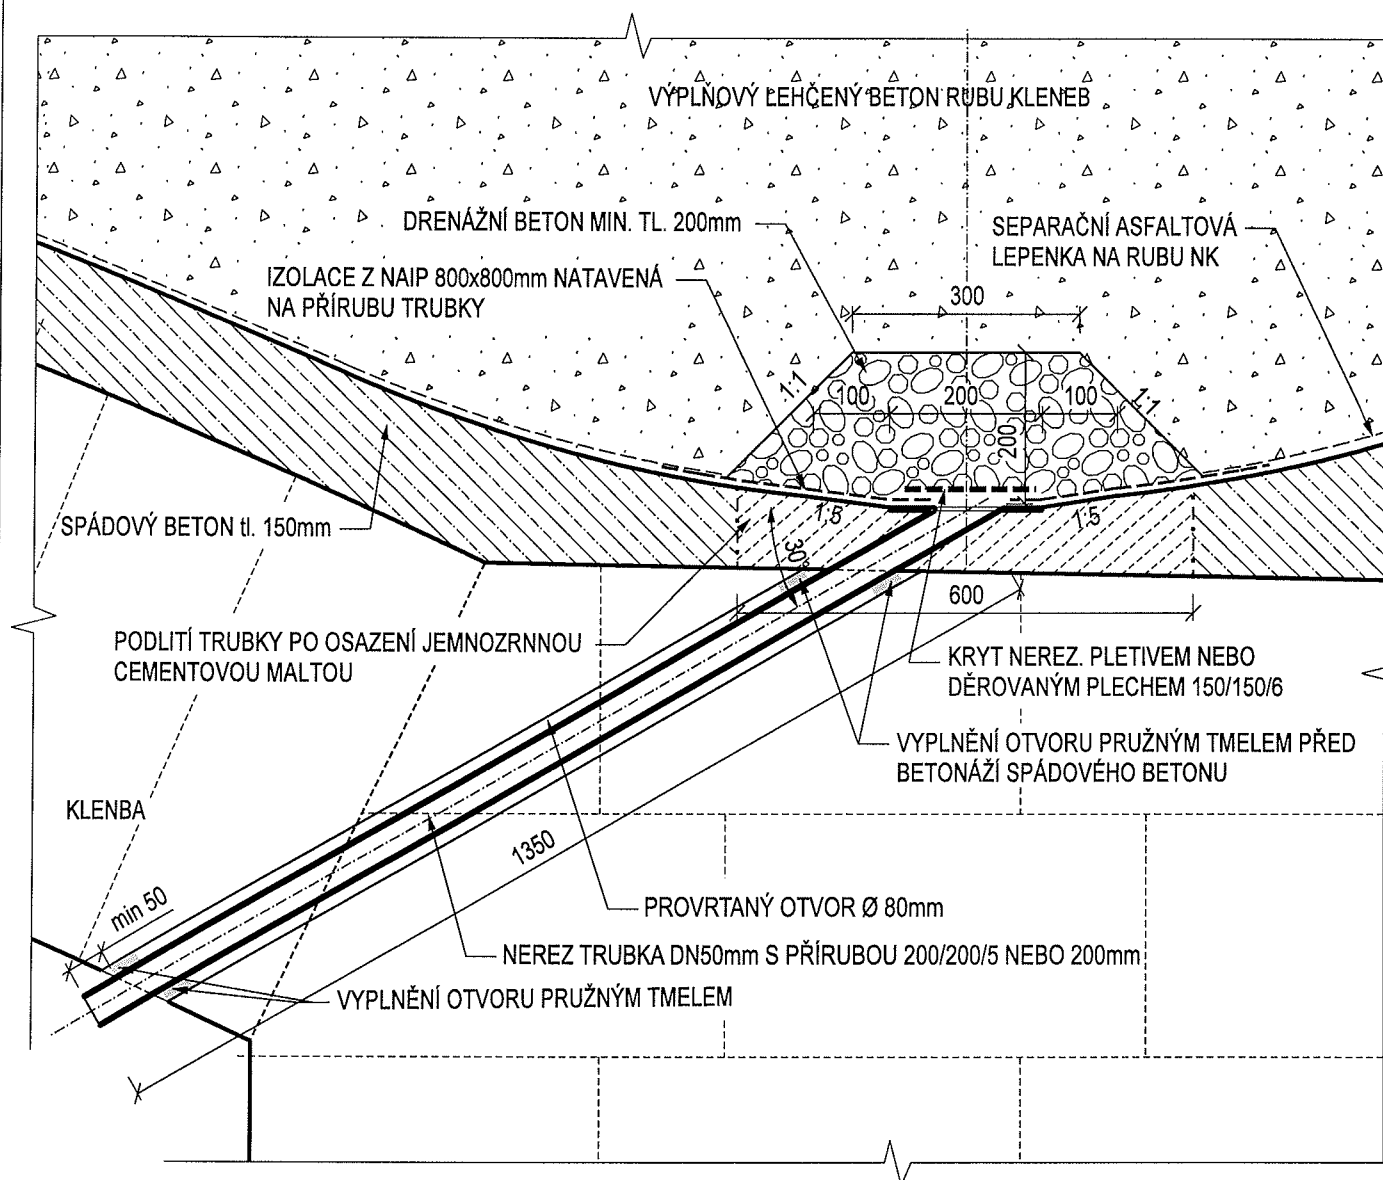 VÝPLŇOVÝ LEHČENÝ BETON RUBU KLENEB
DRENÁŽNÍ BETON MIN. TL. 200mm
SEPARAČNÍ ASFALTOVÁ
LEPENKA NA RUBU NK
IZOLACE Z NAIP 800x800mm NATAVENÁ
NA PŘÍRUBU TRUBKY
300
1:1
100
200
100
1:1
200
SPÁDOVÝ BETON tl. 150mm
1:5
1:5
30°
600
PODLITÍ TRUBKY PO OSAZENÍ JEMNOZRNNOU
CEMENTOVOU MALTOU
KRYT NEREZ. PLETIVEM NEBO
DĚROVANÝM PLECHEM 150/150/6
VYPLNĚNÍ OTVORU PRUŽNÝM TMELEM PŘED
BETONÁŽÍ SPÁDOVÉHO BETONU
KLENBA
1350
min 50
PROVRTANÝ OTVOR Ø 80mm
NEREZ TRUBKA DN50mm S PŘÍRUBOU 200/200/5 NEBO 200mm
VYPLNĚNÍ OTVORU PRUŽNÝM TMELEM